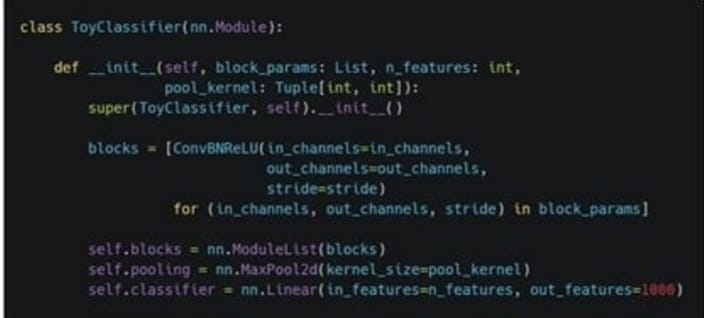 class ToyClassifier(nn.Module):
def __init__(self, block_params: List, n_features: int,
pool_kernel: Tuple[int, int]):
super(ToyClassifier, self).__init__()
blocks = [ConvBNReLU(in_channels=in_channels,
out_channels=out_channels,
stride=stride)
for (in_channels, out_channels, stride) in block_params]
self.blocks = nn.ModuleList(blocks)
self.pooling = nn.MaxPool2d(kernel_size=pool_kernel)
self.classifier = nn.Linear(in_features=n_features, out_features=1000)